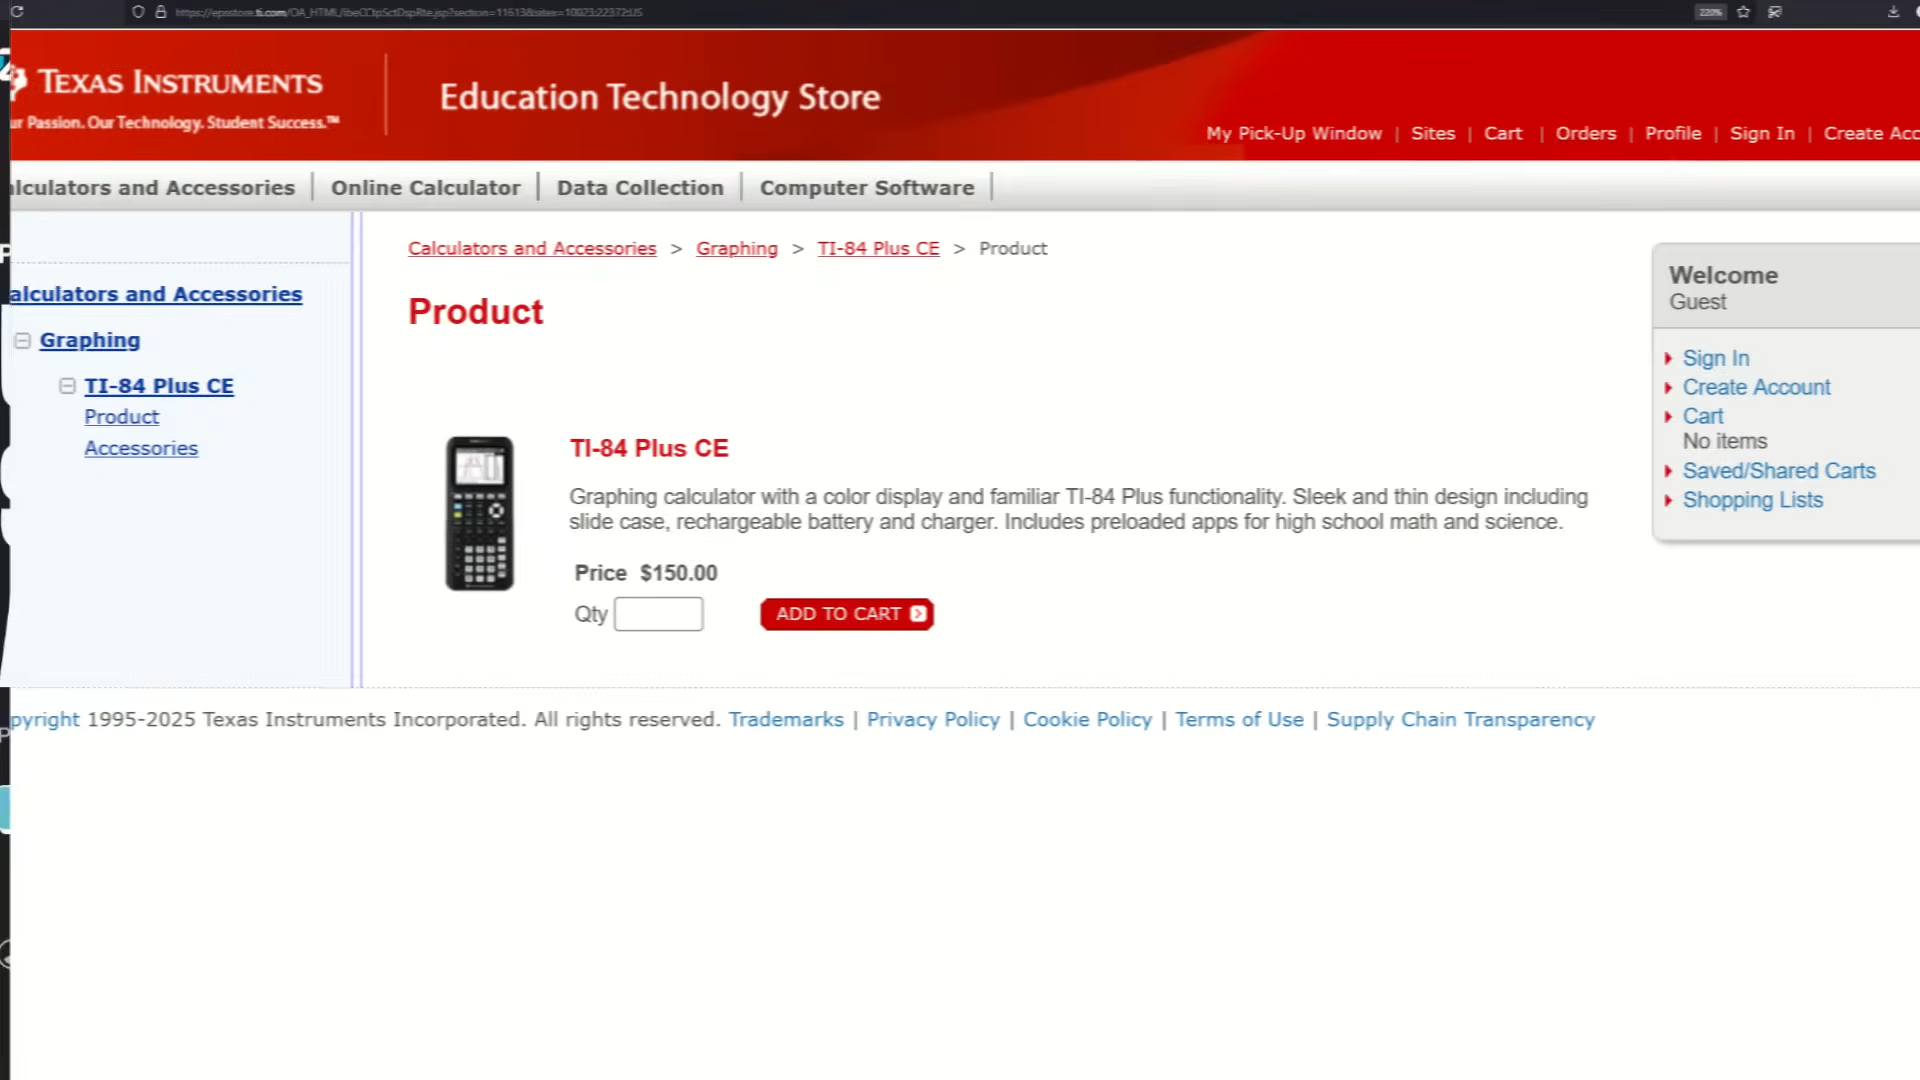 220%
TEXAS INSTRUMENTS
ur Passion. Our Technology. Student Success.™
Education Technology Store
My Pick-Up Window | Sites | Cart | Orders | Profile | Sign In | Create Acc
lculators and Accessories | Online Calculator | Data Collection | Computer Software
Calculators and Accessories > Graphing > TI-84 Plus CE > Product
alculators and Accessories
Graphing
TI-84 Plus CE
Product
Accessories
Product
TI-84 Plus CE
Graphing calculator with a color display and familiar TI-84 Plus functionality. Sleek and thin design including
slide case, rechargeable battery and charger. Includes preloaded apps for high school math and science.
Price $150.00
Qty
ADD TO CART
Welcome
Guest
Sign In
Create Account
Cart
No items
Saved/Shared Carts
Shopping Lists
pyright 1995-2025 Texas Instruments Incorporated. All rights reserved. Trademarks | Privacy Policy | Cookie Policy | Terms of Use | Supply Chain Transparency